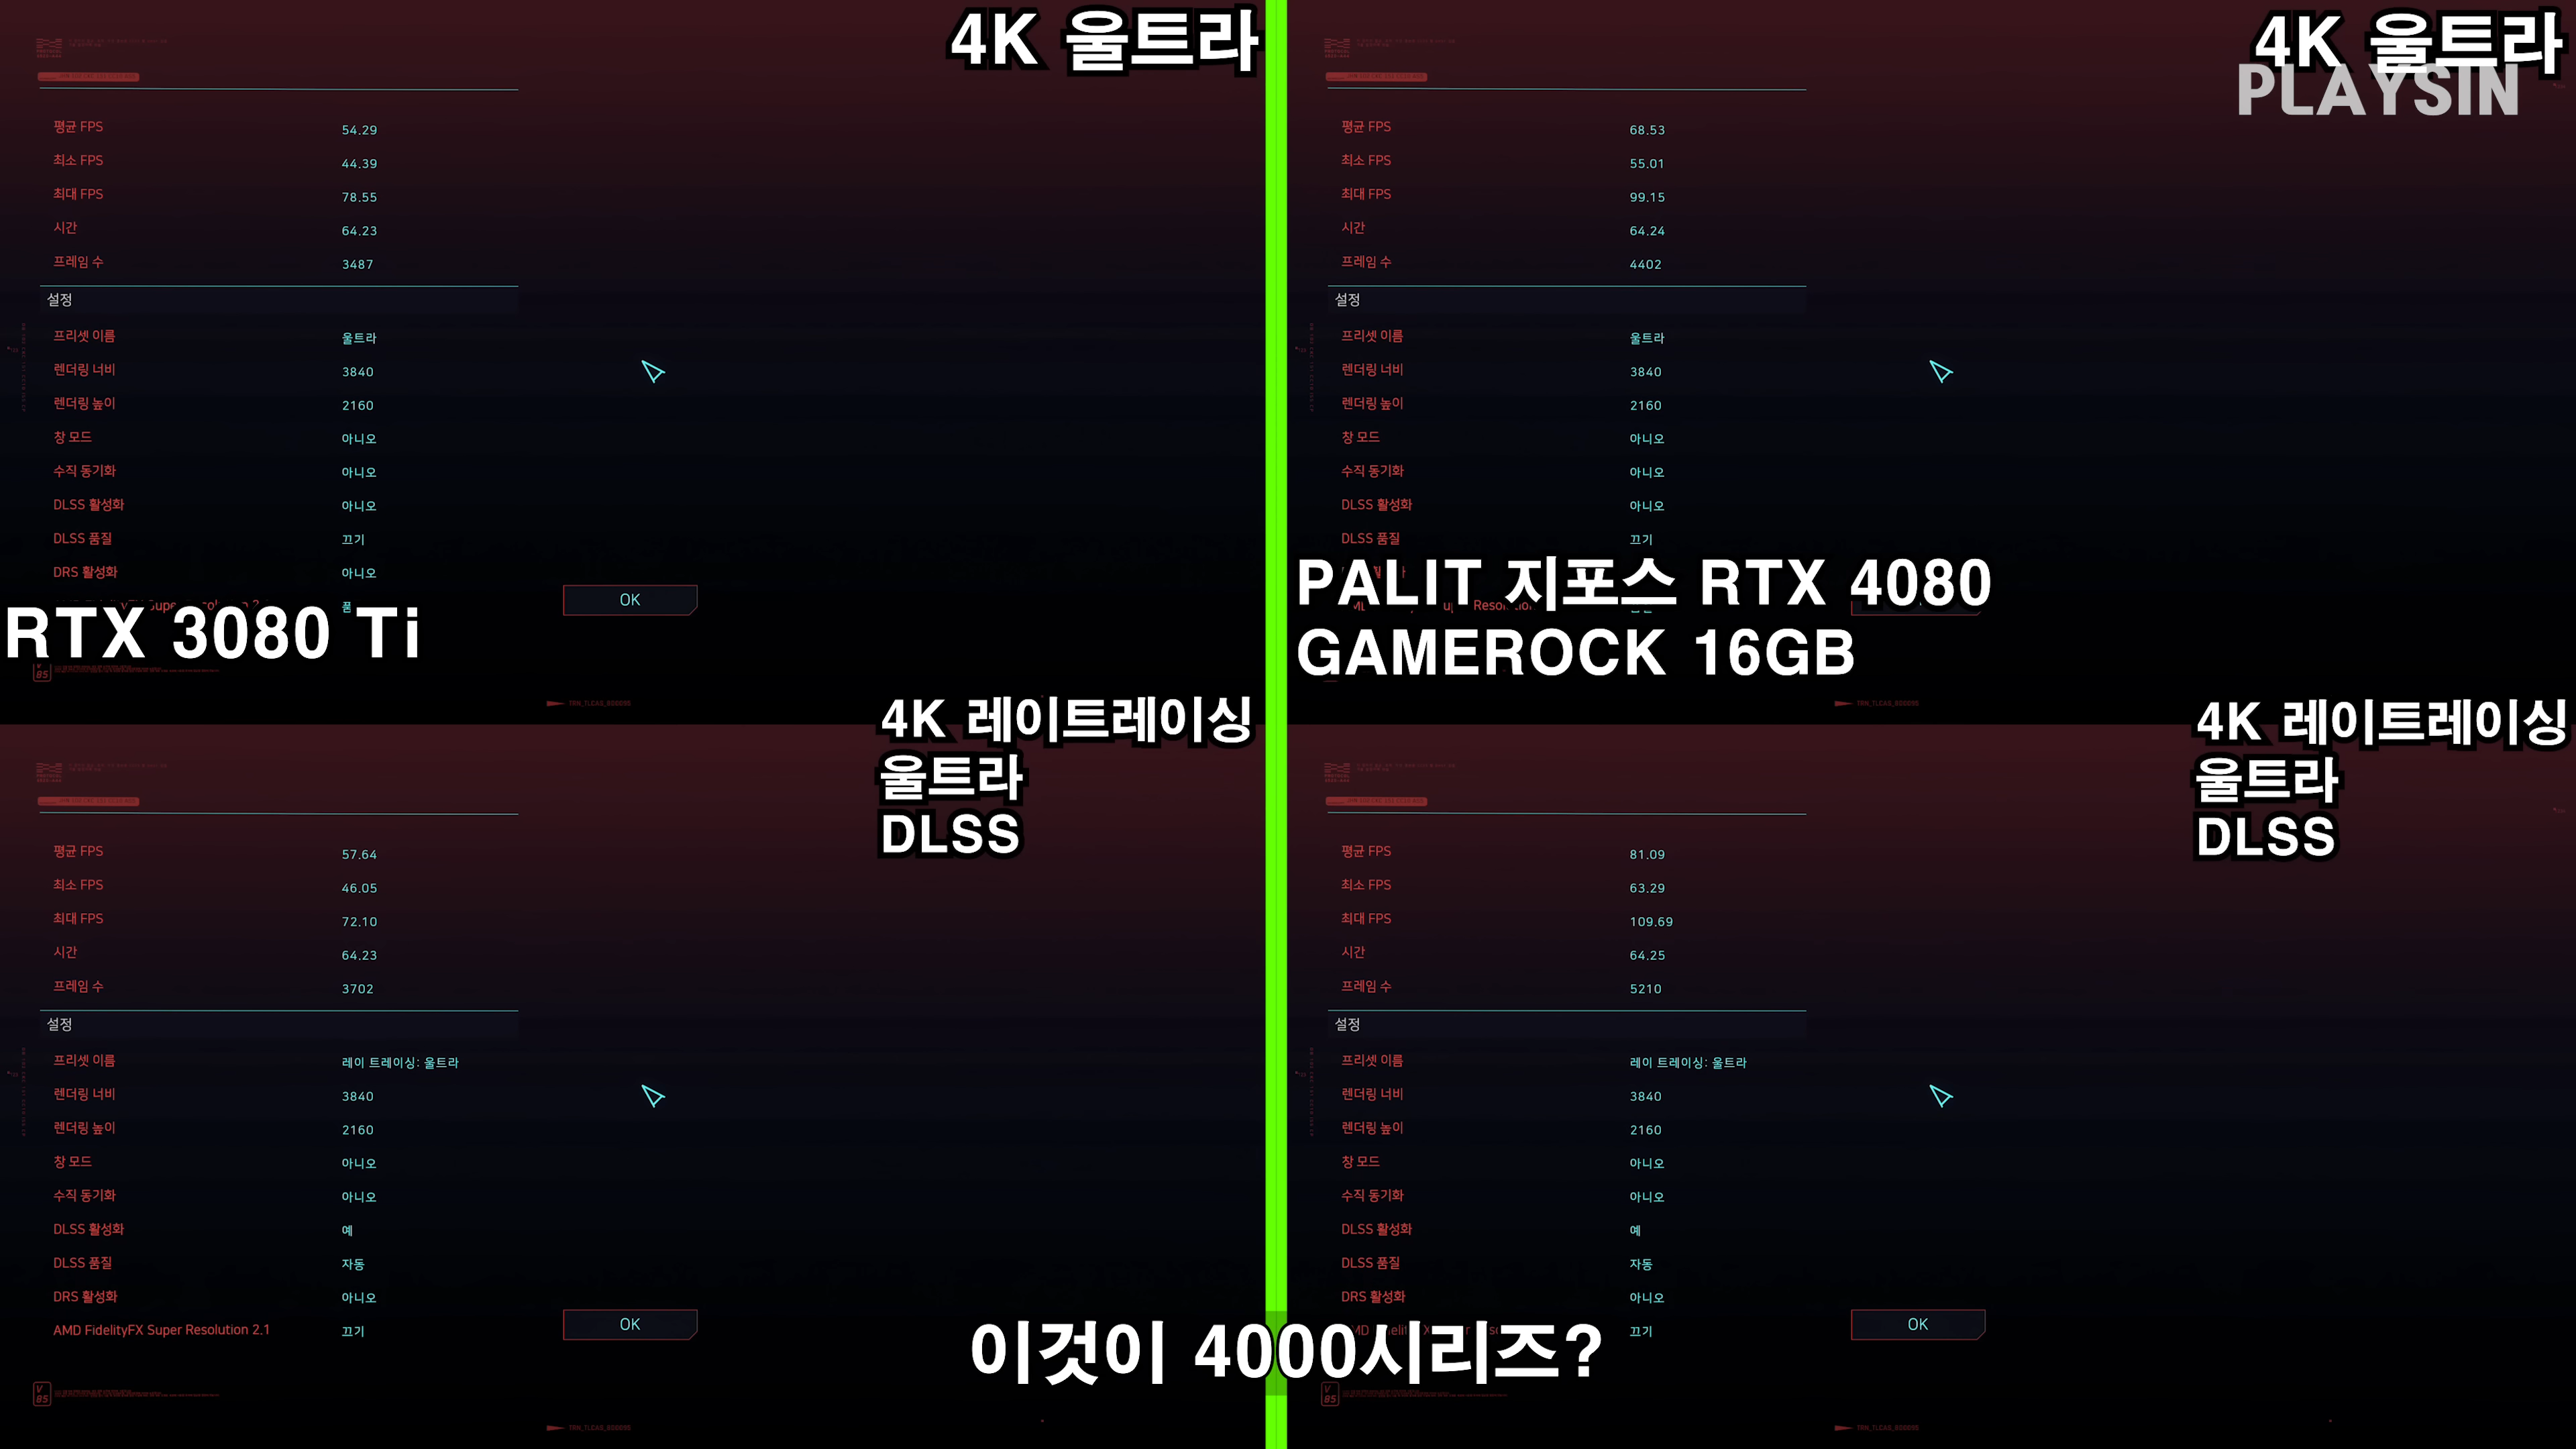 4K 울트라
평균 FPS 54.29
최소 FPS 44.39
최대 FPS 78.55
시간 64.23
프레임 수 3487
설정
프리셋 이름 울트라
렌더링 너비 3840
렌더링 높이 2160
창 모드 아니오
수직 동기화 아니오
DLSS 활성화 아니오
DLSS 품질 끄기
DRS 활성화 아니오
OK
RTX 3080 Ti
V
85
TRN_TLCAS_800095
4K 울트라
PLAYSIN
평균 FPS 68.53
최소 FPS 55.01
최대 FPS 99.15
시간 64.24
프레임 수 4402
설정
프리셋 이름 울트라
렌더링 너비 3840
렌더링 높이 2160
창 모드 아니오
수직 동기화 아니오
DLSS 활성화 아니오
DLSS 품질 끄기
PALIT 지포스 RTX 4080
GAMEROCK 16GB
TRN_TLCAS_800095
4K 레이트레이싱
울트라
DLSS
평균 FPS 57.64
최소 FPS 46.05
최대 FPS 72.10
시간 64.23
프레임 수 3702
설정
프리셋 이름 레이 트레이싱: 울트라
렌더링 너비 3840
렌더링 높이 2160
창 모드 아니오
수직 동기화 아니오
DLSS 활성화 예
DLSS 품질 자동
DRS 활성화 아니오
AMD FidelityFX Super Resolution 2.1 끄기
OK
V
85
TRN_TLCAS_800095
4K 레이트레이싱
울트라
DLSS
평균 FPS 81.09
최소 FPS 63.29
최대 FPS 109.69
시간 64.25
프레임 수 5210
설정
프리셋 이름 레이 트레이싱: 울트라
렌더링 너비 3840
렌더링 높이 2160
창 모드 아니오
수직 동기화 아니오
DLSS 활성화 예
DLSS 품질 자동
DRS 활성화 아니오
끄기
OK
V
85
TRN_TLCAS_800095
이것이 4000시리즈?